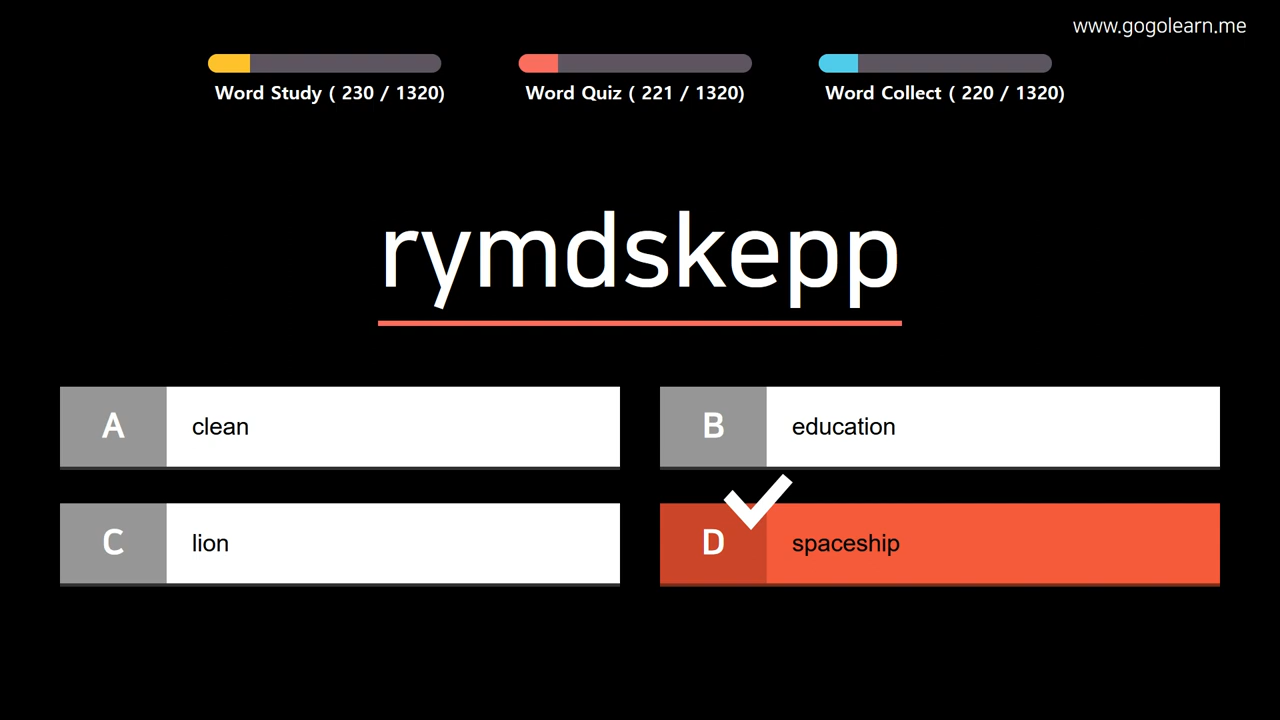 www.gogolearn.me
Word Study ( 230 / 1320)
Word Quiz ( 221 / 1320)
Word Collect ( 220 / 1320)
rymdskepp
A clean
B education
C lion
D spaceship